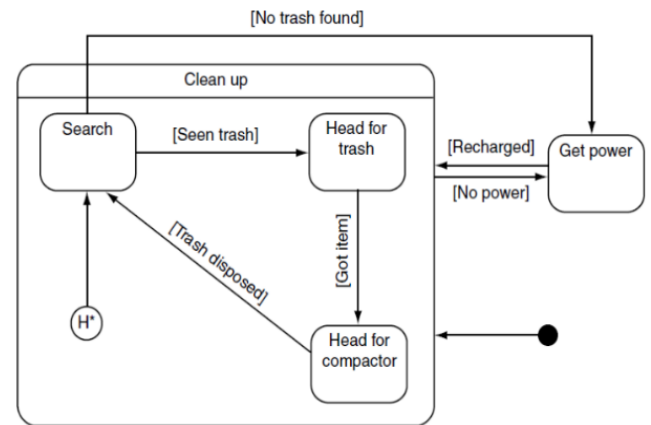 [No trash found]
Clean up
Search
[Seen trash]
Head for
trash
[Recharged]
Get power
[No power]
[Got item]
[Trash disposed]
H*
Head for
compactor